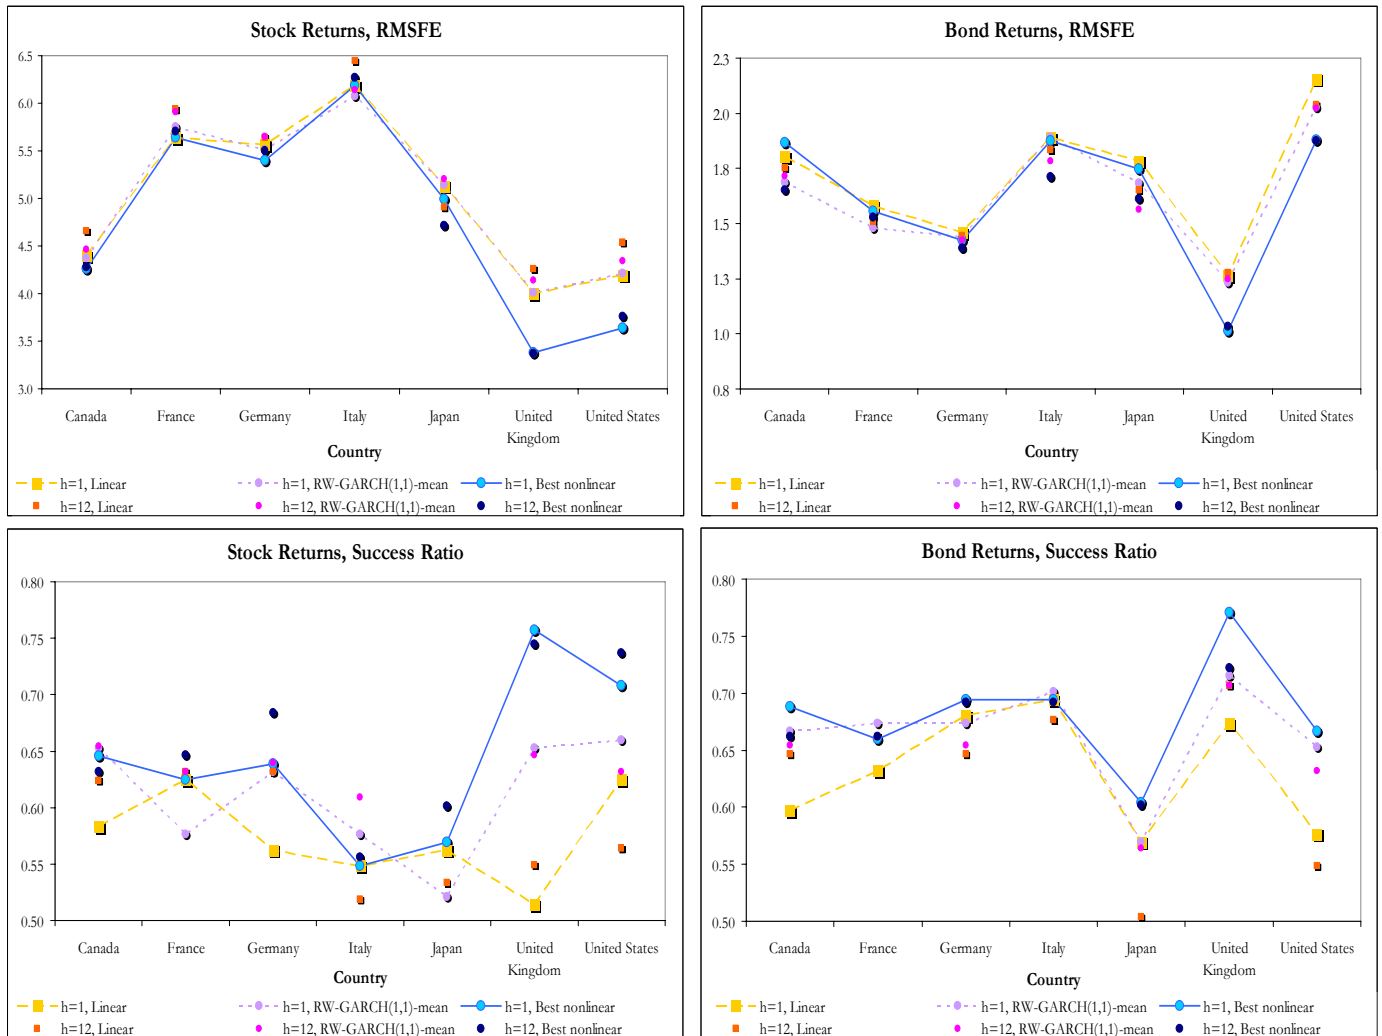 Stock Returns, RMSFE
6.5
6.0
5.5
5.0
4.5
4.0
3.5
3.0
Canada France Germany Italy Japan United Kingdom United States
Country
h=1, Linear h=1, RW-GARCH(1,1)-mean h=1, Best nonlinear
h=12, Linear h=12, RW-GARCH(1,1)-mean h=12, Best nonlinear
Bond Returns, RMSFE
2.3
2.0
1.8
1.5
1.3
1.0
0.8
Canada France Germany Italy Japan United Kingdom United States
Country
h=1, Linear h=1, RW-GARCH(1,1)-mean h=1, Best nonlinear
h=12, Linear h=12, RW-GARCH(1,1)-mean h=12, Best nonlinear
Stock Returns, Success Ratio
0.80
0.75
0.70
0.65
0.60
0.55
0.50
Canada France Germany Italy Japan United Kingdom United States
Country
h=1, Linear h=1, RW-GARCH(1,1)-mean h=1, Best nonlinear
h=12, Linear h=12, RW-GARCH(1,1)-mean h=12, Best nonlinear
Bond Returns, Success Ratio
0.80
0.75
0.70
0.65
0.60
0.55
0.50
Canada France Germany Italy Japan United Kingdom United States
Country
h=1, Linear h=1, RW-GARCH(1,1)-mean h=1, Best nonlinear
h=12, Linear h=12, RW-GARCH(1,1)-mean h=12, Best nonlinear